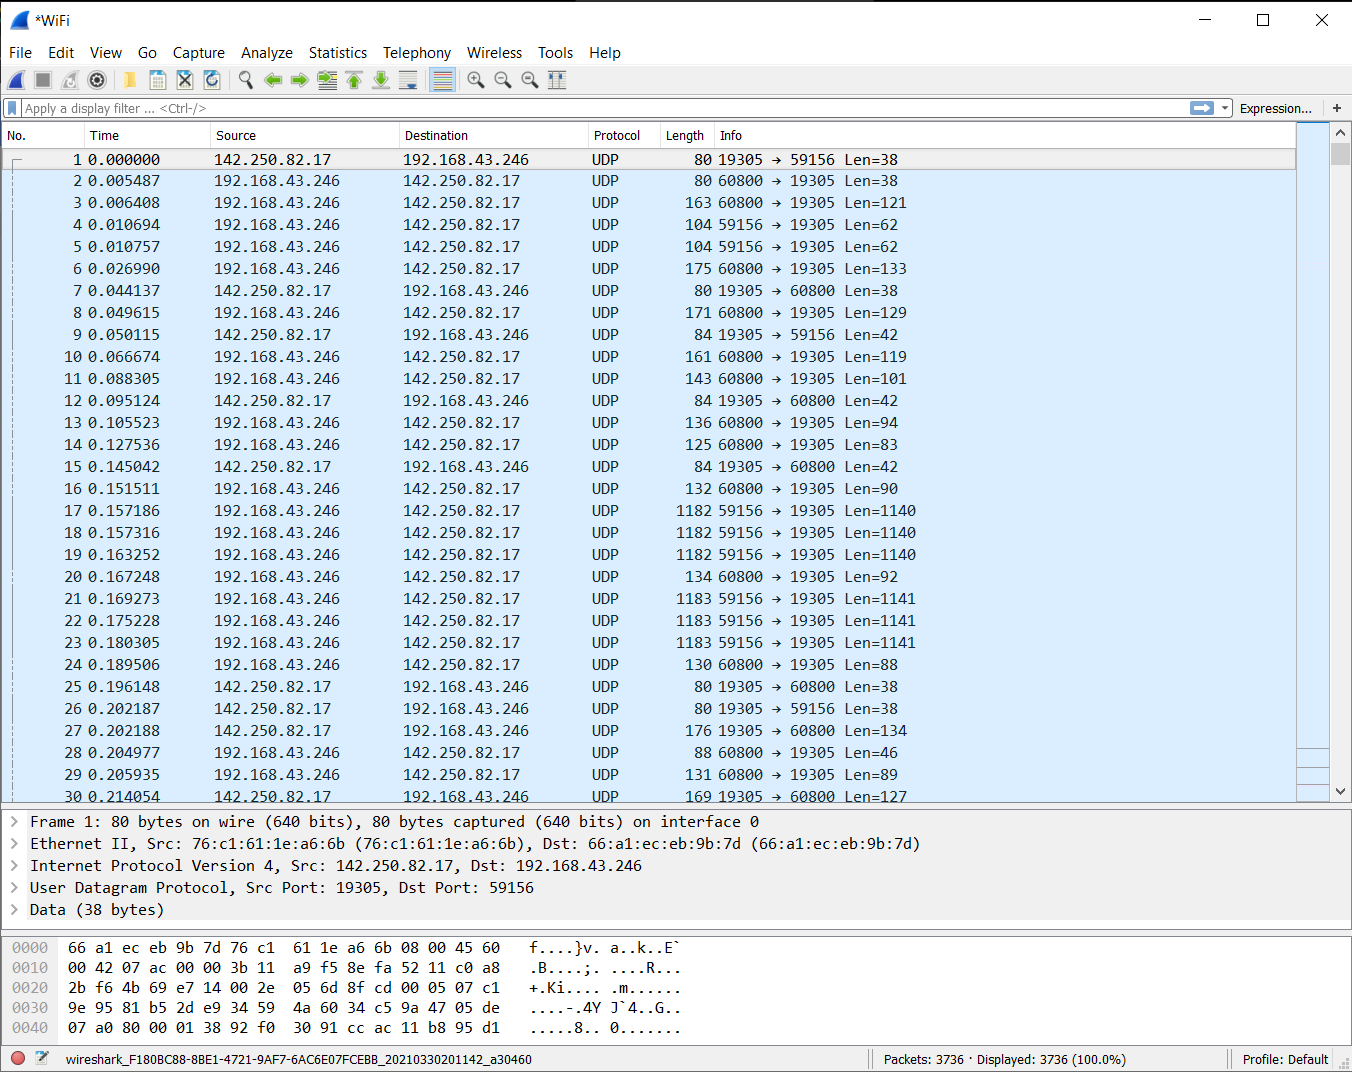 *WiFi
File Edit View Go Capture Analyze Statistics Telephony Wireless Tools Help
Apply a display filter ... <Ctrl-/> Expression... +
No. Time Source Destination Protocol Length Info
1 0.000000 142.250.82.17 192.168.43.246 UDP 80 19305 → 59156 Len=38
2 0.005487 192.168.43.246 142.250.82.17 UDP 80 60800 → 19305 Len=38
3 0.006408 192.168.43.246 142.250.82.17 UDP 163 60800 → 19305 Len=121
4 0.010694 192.168.43.246 142.250.82.17 UDP 104 59156 → 19305 Len=62
5 0.010757 192.168.43.246 142.250.82.17 UDP 104 59156 → 19305 Len=62
6 0.026990 192.168.43.246 142.250.82.17 UDP 175 60800 → 19305 Len=133
7 0.044137 142.250.82.17 192.168.43.246 UDP 80 19305 → 60800 Len=38
8 0.049615 192.168.43.246 142.250.82.17 UDP 171 60800 → 19305 Len=129
9 0.050115 142.250.82.17 192.168.43.246 UDP 84 19305 → 59156 Len=42
10 0.066674 192.168.43.246 142.250.82.17 UDP 161 60800 → 19305 Len=119
11 0.088305 192.168.43.246 142.250.82.17 UDP 143 60800 → 19305 Len=101
12 0.095124 142.250.82.17 192.168.43.246 UDP 84 19305 → 60800 Len=42
13 0.105523 192.168.43.246 142.250.82.17 UDP 136 60800 → 19305 Len=94
14 0.127536 192.168.43.246 142.250.82.17 UDP 125 60800 → 19305 Len=83
15 0.145042 142.250.82.17 192.168.43.246 UDP 84 19305 → 60800 Len=42
16 0.151511 192.168.43.246 142.250.82.17 UDP 132 60800 → 19305 Len=90
17 0.157186 192.168.43.246 142.250.82.17 UDP 1182 59156 → 19305 Len=1140
18 0.157316 192.168.43.246 142.250.82.17 UDP 1182 59156 → 19305 Len=1140
19 0.163252 192.168.43.246 142.250.82.17 UDP 1182 59156 → 19305 Len=1140
20 0.167248 192.168.43.246 142.250.82.17 UDP 134 60800 → 19305 Len=92
21 0.169273 192.168.43.246 142.250.82.17 UDP 1183 59156 → 19305 Len=1141
22 0.175228 192.168.43.246 142.250.82.17 UDP 1183 59156 → 19305 Len=1141
23 0.180305 192.168.43.246 142.250.82.17 UDP 1183 59156 → 19305 Len=1141
24 0.189506 192.168.43.246 142.250.82.17 UDP 130 60800 → 19305 Len=88
25 0.196148 142.250.82.17 192.168.43.246 UDP 80 19305 → 60800 Len=38
26 0.202187 142.250.82.17 192.168.43.246 UDP 80 19305 → 59156 Len=38
27 0.202188 142.250.82.17 192.168.43.246 UDP 176 19305 → 60800 Len=134
28 0.204977 192.168.43.246 142.250.82.17 UDP 88 60800 → 19305 Len=46
29 0.205935 192.168.43.246 142.250.82.17 UDP 131 60800 → 19305 Len=89
30 0.214054 142.250.82.17 192.168.43.246 UDP 169 19305 → 60800 Len=127
Frame 1: 80 bytes on wire (640 bits), 80 bytes captured (640 bits) on interface 0
Ethernet II, Src: 76:c1:61:1e:a6:6b (76:c1:61:1e:a6:6b), Dst: 66:a1:ec:eb:9b:7d (66:a1:ec:eb:9b:7d)
Internet Protocol Version 4, Src: 142.250.82.17, Dst: 192.168.43.246
User Datagram Protocol, Src Port: 19305, Dst Port: 59156
Data (38 bytes)
0000 66 a1 ec eb 9b 7d 76 c1 61 1e a6 6b 08 00 45 60 f....}v. a..k..E`
0010 00 42 07 ac 00 00 3b 11 a9 f5 8e fa 52 11 c0 a8 .B....;. ....R...
0020 2b f6 4b 69 e7 14 00 2e 05 6d 8f cd 00 05 07 c1 +.Ki.... .m......
0030 9e 95 81 b5 2d e9 34 59 4a 60 34 c5 9a 47 05 de ....-.4Y J`4..G..
0040 07 a0 80 00 01 38 92 f0 30 91 cc ac 11 b8 95 d1 .....8.. 0.......
wireshark_F180BC88-8BE1-4721-9AF7-6AC6E07FCEBB_20210330201142_a30460 Packets: 3736 · Displayed: 3736 (100.0%) Profile: Default